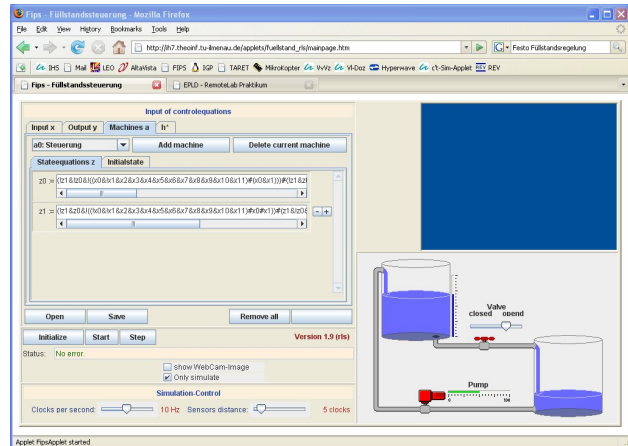 Fips - Füllstandssteuerung - Mozilla Firefox
File Edit View History Bookmarks Tools Help
http://ih7.theoinf.tu-ilmenau.de/applets/fuellstand_rls/mainpage.htm
Festo Füllstandsregelung
IHS Mail LEO AltaVista FIPS IGP TARET MikroKopter VvVz VI-Doz Hyperwave c't-Sim-Applet REV REV
Fips - Füllstandssteuerung
EPLD - RemoteLab Praktikum
Input of controlequations
Input x Output y Machines a h*
a0: Steuerung Add machine Delete current machine
Stateequations z Initialstate
z0 :=
z1 :=
- +
Open Save Remove all
Initialize Start Step Version 1.9 (rls)
Status: No error.
show WebCam-Image
Only simulate
Simulation-Control
Clocks per second: 10 Hz Sensors distance: 5 clocks
Valve
closed opend
Pump
0 100
Applet FipsApplet started